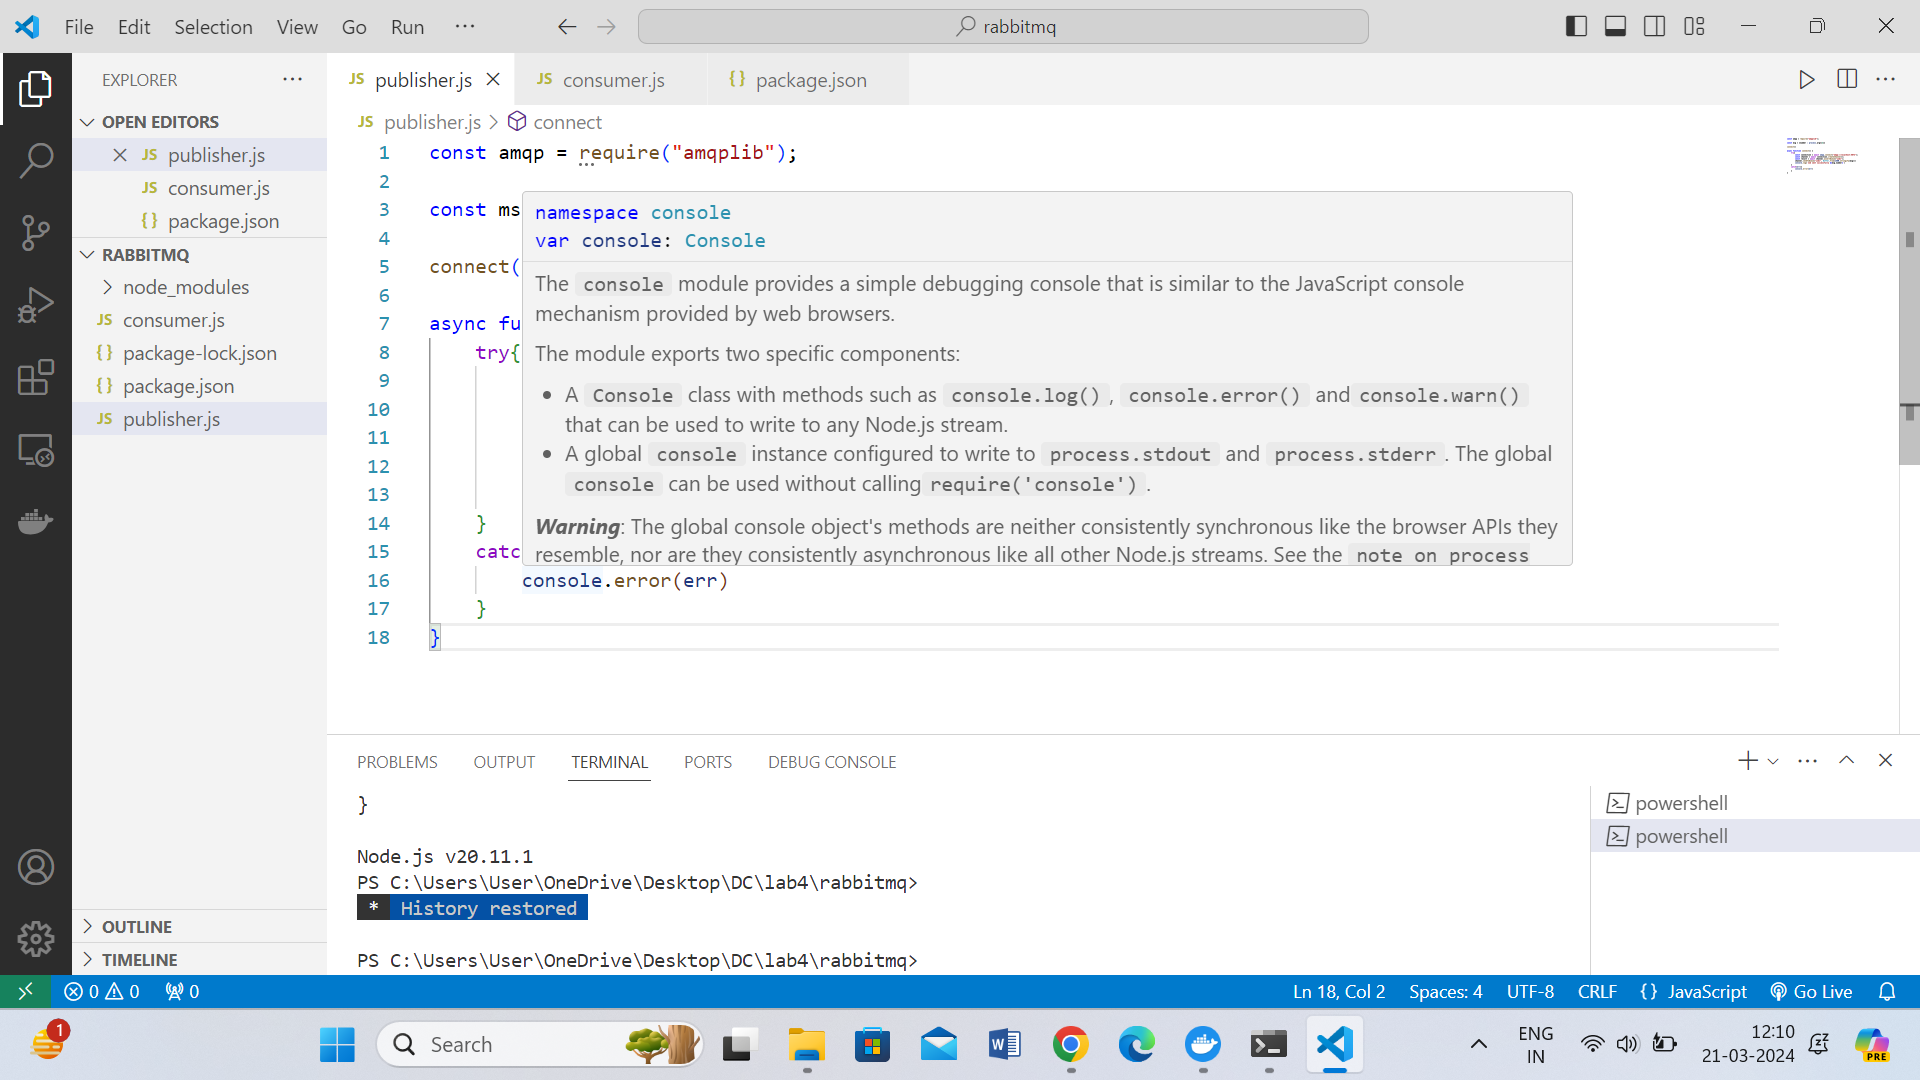 File Edit Selection View Go Run ···
rabbitmq
EXPLORER
OPEN EDITORS
JS publisher.js
JS consumer.js
{} package.json
RABBITMQ
node_modules
JS consumer.js
{} package-lock.json
{} package.json
JS publisher.js
OUTLINE
TIMELINE
JS publisher.js
JS consumer.js
{} package.json
JS publisher.js > connect
1 const amqp = require("amqplib");
2
3 const ms
4
5 connect(
6
7 async fu
8 try{
9
10
11
12
13
14 }
15 catc
16 console.error(err)
17 }
18 }
namespace console
var console: Console
The console module provides a simple debugging console that is similar to the JavaScript console
mechanism provided by web browsers.
The module exports two specific components:
• A Console class with methods such as console.log() , console.error() and console.warn()
that can be used to write to any Node.js stream.
• A global console instance configured to write to process.stdout and process.stderr . The global
console can be used without calling require('console') .
Warning: The global console object's methods are neither consistently synchronous like the browser APIs they
resemble, nor are they consistently asynchronous like all other Node.js streams. See the note on process
PROBLEMS OUTPUT TERMINAL PORTS DEBUG CONSOLE
}
Node.js v20.11.1
PS C:\Users\User\OneDrive\Desktop\DC\lab4\rabbitmq>
* History restored
PS C:\Users\User\OneDrive\Desktop\DC\lab4\rabbitmq>
powershell
powershell
0 0 0
Ln 18, Col 2 Spaces: 4 UTF-8 CRLF {} JavaScript Go Live
1
Search
ENG
IN
12:10
21-03-2024
PRE